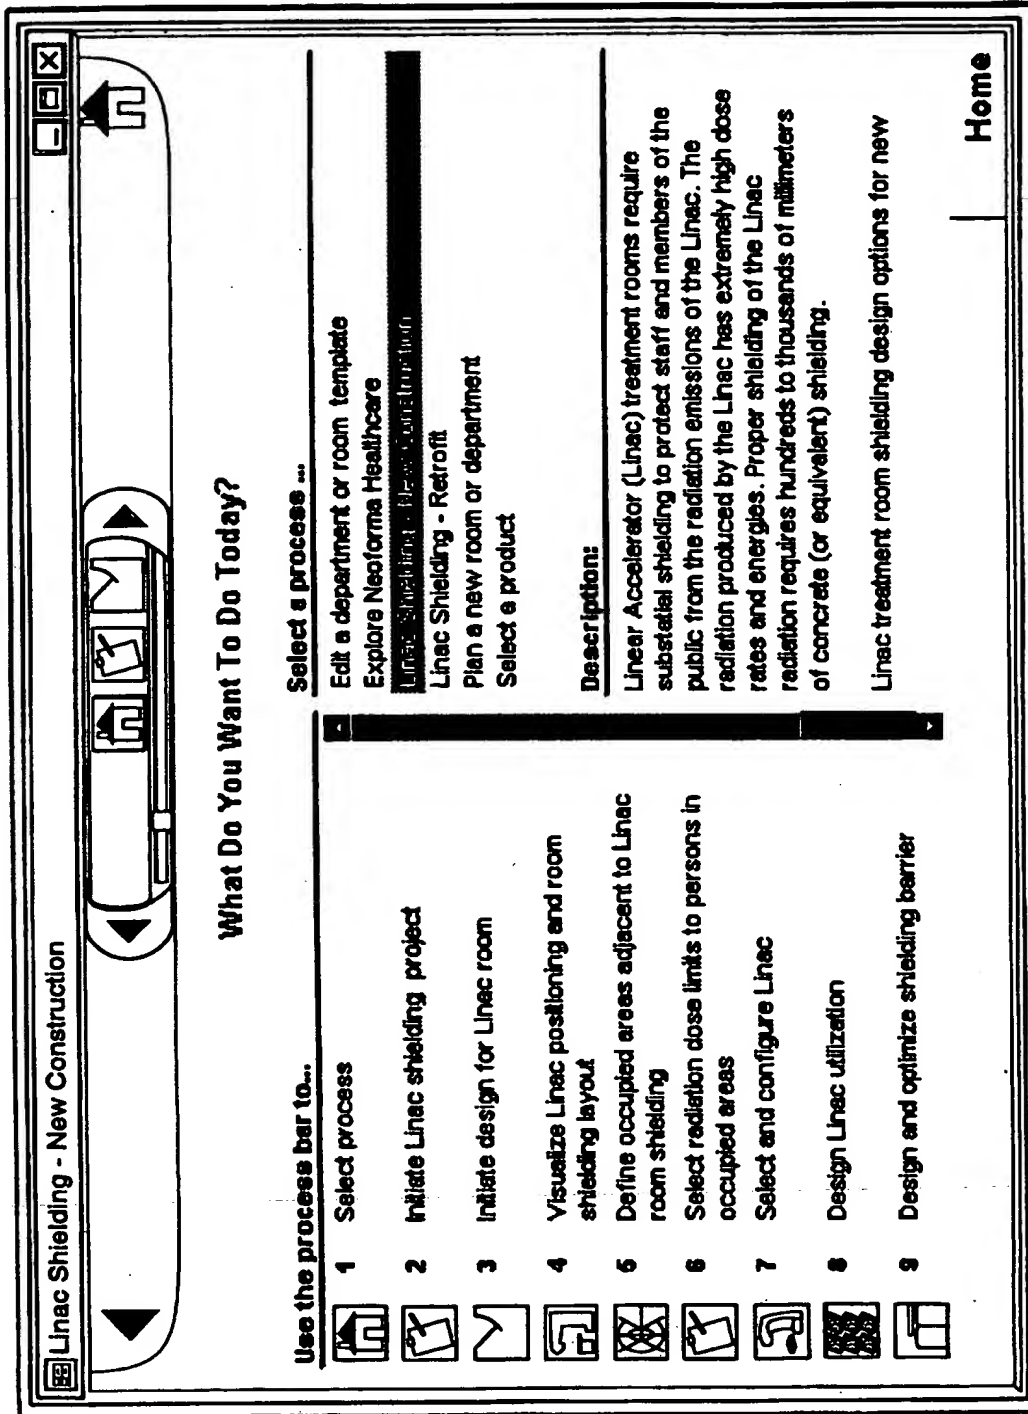 Linac Shielding - New Construction
What Do You Want To Do Today?
Use the process bar to...
1 Select process
2 Initiate Linac shielding project
3 Initiate design for Linac room
4 Visualize Linac positioning and room
shielding layout
5 Define occupied areas adjacent to Linac
room shielding
6 Select radiation dose limits to persons in
occupied areas
7 Select and configure Linac
8 Design Linac utilization
9 Design and optimize shielding barrier
Select a process ...
Edit a department or room template
Explore Neoforma Healthcare
Linac Shielding - New Construction
Linac Shielding - Retrofit
Plan a new room or department
Select a product
Description:
Linear Accelerator (Linac) treatment rooms require
substatial shielding to protect staff and members of the
public from the radiation emissions of the Linac. The
radiation produced by the Linac has extremely high dose
rates and energies. Proper shielding of the Linac
radiation requires hundreds to thousands of millimeters
of concrete (or equivalent) shielding.
Linac treatment room shielding design options for new
Home